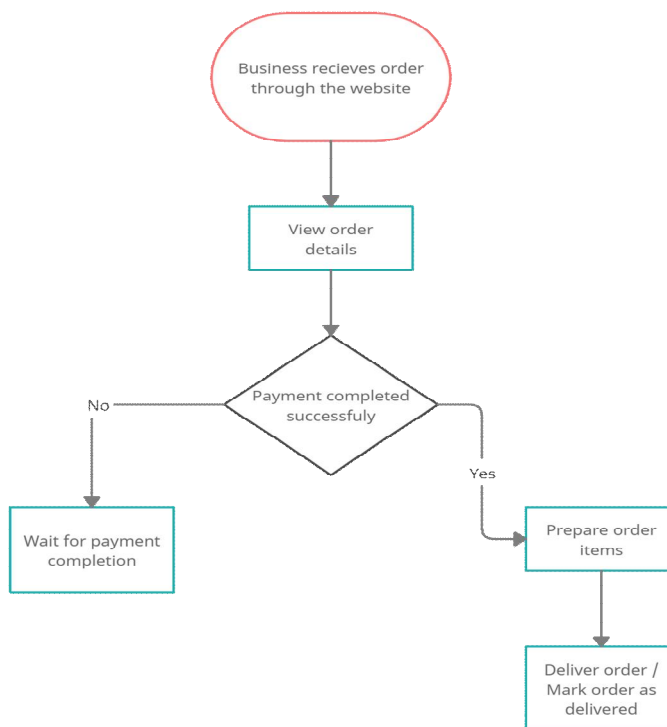 Business recieves order
through the website
View order
details
Payment completed
successfuly
No
Yes
Wait for payment
completion
Prepare order
items
Deliver order /
Mark order as
delivered